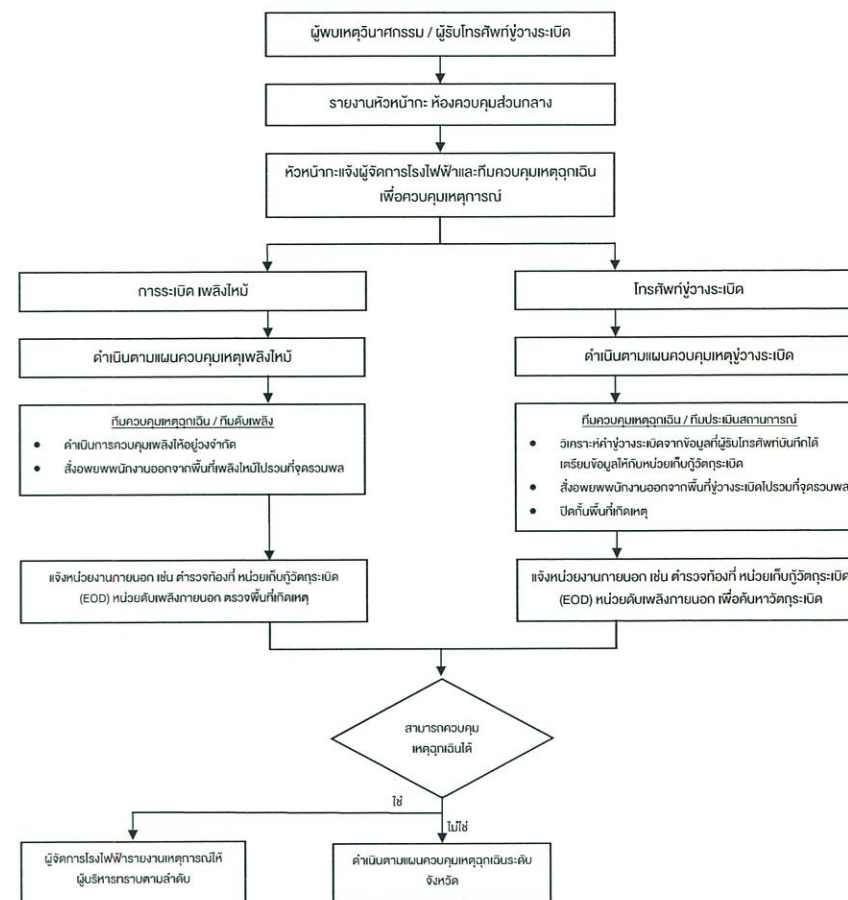 ผู้พบเหตุวินาศกรรม / ผู้รับโทรศัพท์ขู่วางระเบิด
รายงานหัวหน้ากะ ห้องควบคุมส่วนกลาง
หัวหน้ากะแจ้งผู้จัดการโรงไฟฟ้าและทีมควบคุมเหตุฉุกเฉิน
เพื่อควบคุมเหตุการณ์
การระเบิด เพลิงไหม้
ดำเนินตามแผนควบคุมเหตุเพลิงไหม้
ทีมควบคุมเหตุฉุกเฉิน / ทีมดับเพลิง
● ดำเนินการควบคุมเพลิงให้อยู่วงจำกัด
● สั่งอพยพพนักงานออกจากพื้นที่เพลิงไหม้ไปรวมที่จุดรวมพล
แจ้งหน่วยงานภายนอก เช่น ตำรวจท้องที่ หน่วยเก็บกู้วัตถุระเบิด
(EOD) หน่วยดับเพลิงภายนอก ตรวจพื้นที่เกิดเหตุ
โทรศัพท์ขู่วางระเบิด
ดำเนินตามแผนควบคุมเหตุขู่วางระเบิด
ทีมควบคุมเหตุฉุกเฉิน / ทีมประเมินสถานการณ์
● วิเคราะห์คำขู่วางระเบิดจากข้อมูลที่ผู้รับโทรศัพท์บันทึกได้
เตรียมข้อมูลให้กับหน่วยเก็บกู้วัตถุระเบิด
● สั่งอพยพพนักงานออกจากพื้นที่ขู่วางระเบิดไปรวมที่จุดรวมพล
● ปิดกั้นพื้นที่เกิดเหตุ
แจ้งหน่วยงานภายนอก เช่น ตำรวจท้องที่ หน่วยเก็บกู้วัตถุระเบิด
(EOD) หน่วยดับเพลิงภายนอก เพื่อค้นหาวัตถุระเบิด
สามารถควบคุม
เหตุฉุกเฉินได้
ใช่
ไม่ใช่
ผู้จัดการโรงไฟฟ้ารายงานเหตุการณ์ให้
ผู้บริหารทราบตามลำดับ
ดำเนินตามแผนควบคุมเหตุฉุกเฉินระดับ
จังหวัด